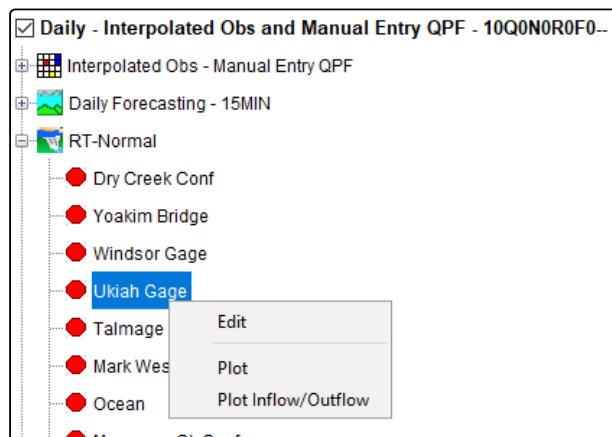 Daily - Interpolated Obs and Manual Entry QPF - 10Q0N0R0F0--
Interpolated Obs - Manual Entry QPF
Daily Forecasting - 15MIN
RT-Normal
Dry Creek Conf
Yoakim Bridge
Windsor Gage
Ukiah Gage
Edit
Talmage
Plot
Mark Wes
Plot Inflow/Outflow
Ocean